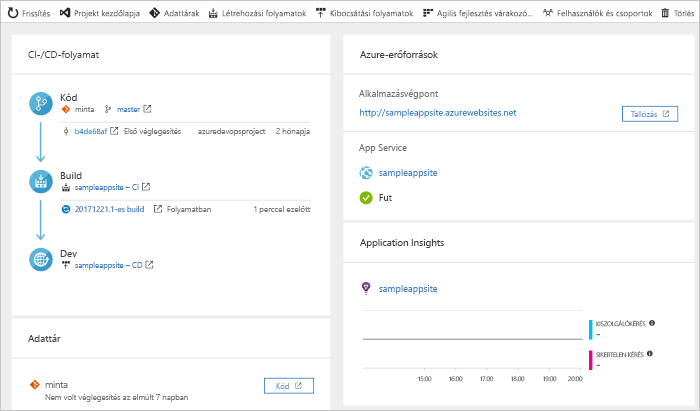 Frissítés Projekt kezdőlapja Adattárak Létrehozási folyamatok Kibocsátási folyamatok Agilis fejlesztés várakozó... Felhasználók és csoportok Törlés
CI-/CD-folyamat
Kód
minta master
b4de68af Első véglegesítés azuredevopsproject 2 hónapja
Build
sampleappsite – CI
20171221.1-es build Folyamatban 1 perccel ezelőtt
Dev
sampleappsite – CD
Adattár
minta
Nem volt véglegesítés az elmúlt 7 napban
Kód
Azure-erőforrások
Alkalmazásvégpont
http://sampleappsite.azurewebsites.net
Tallózás
App Service
sampleappsite
Fut
Application Insights
sampleappsite
KISZOLGÁLÓKÉRÉS
--
SIKERTELEN KÉRÉS
--
15:00 16:00 17:00 18:00 19:00 20:00